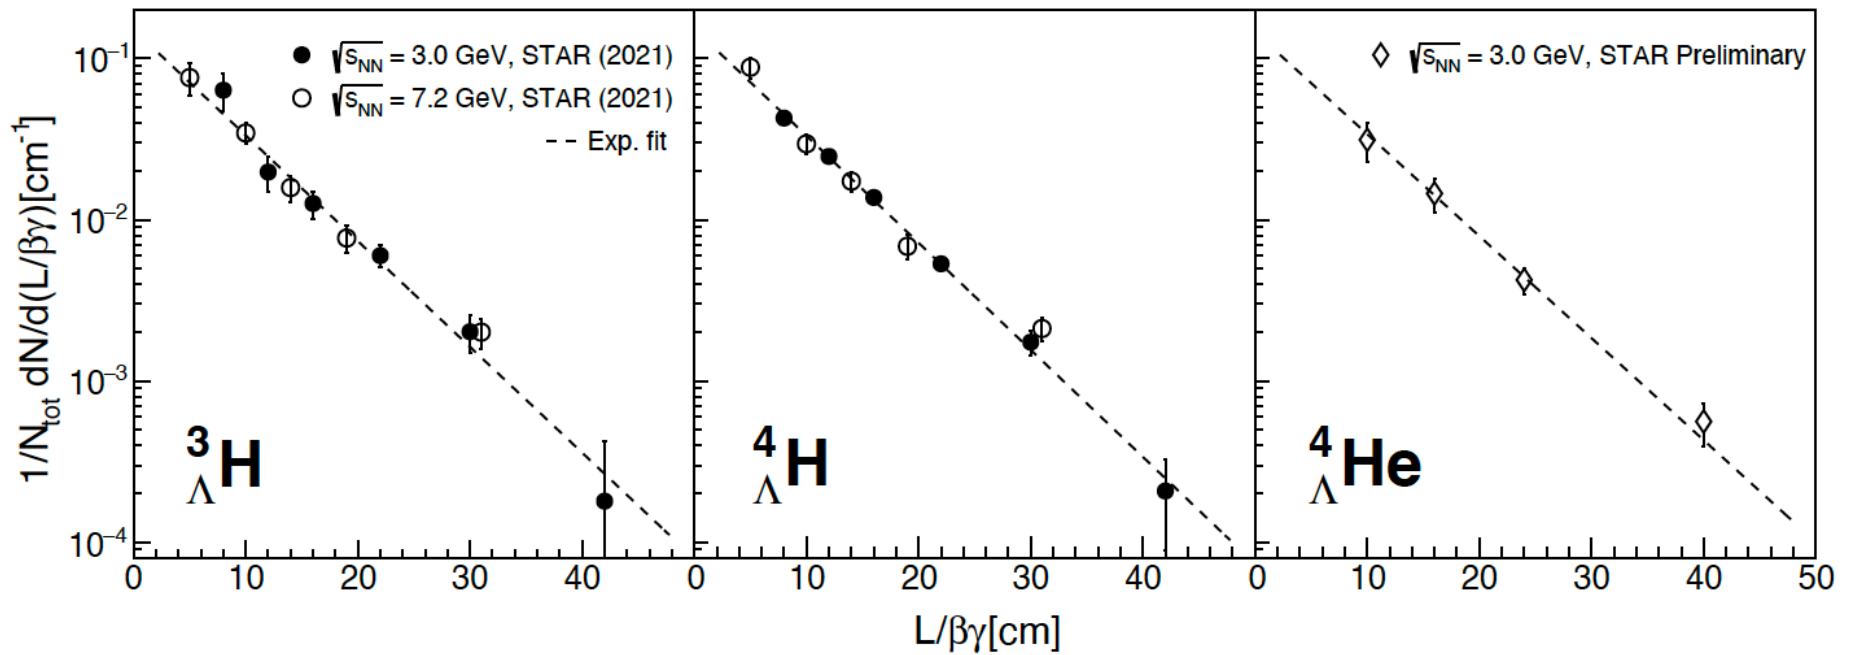 1/N_tot dN/d(L/βγ)[cm⁻¹]
10⁻¹
10⁻²
10⁻³
10⁻⁴
● √s_NN = 3.0 GeV, STAR (2021)
○ √s_NN = 7.2 GeV, STAR (2021)
-- Exp. fit
◇ √s_NN = 3.0 GeV, STAR Preliminary
³_ΛH
⁴_ΛH
⁴_ΛHe
0 10 20 30 40 0 10 20 30 40 0 10 20 30 40 50
L/βγ[cm]